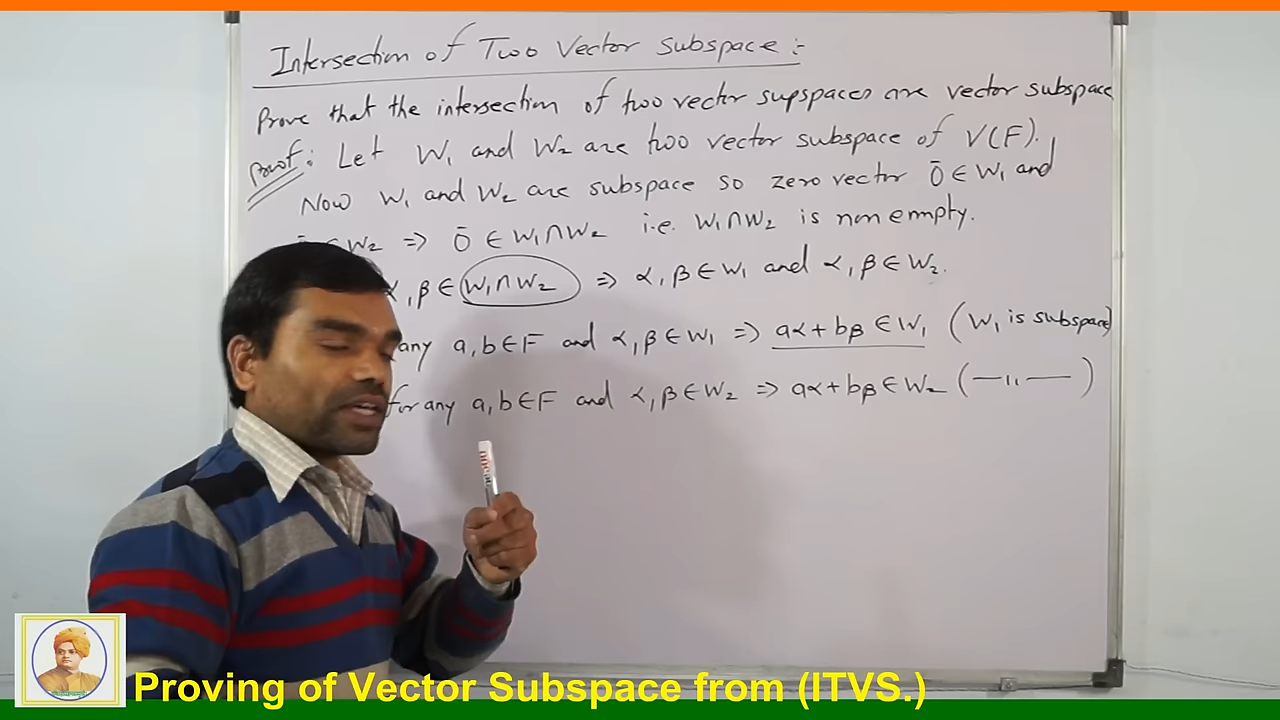 Intersection of Two Vector Subspace :-
Prove that the intersection of two vector supspaces are vector subspace
Proof: Let W₁ and W₂ are two vector subspace of V(F).
Now W₁ and W₂ are subspace so zero vector 0̄ ∈ W₁ and
∈ W₂ => 0̄ ∈ W₁∩W₂ i.e. W₁∩W₂ is non empty.
α, β ∈ W₁∩W₂ => α, β ∈ W₁ and α, β ∈ W₂.
any a, b ∈ F and α, β ∈ W₁ => aα + bβ ∈ W₁ (W₁ is subspace)
for any a, b ∈ F and α, β ∈ W₂ => aα + bβ ∈ W₂ (—ıı—)
Proving of Vector Subspace from (ITVS.)